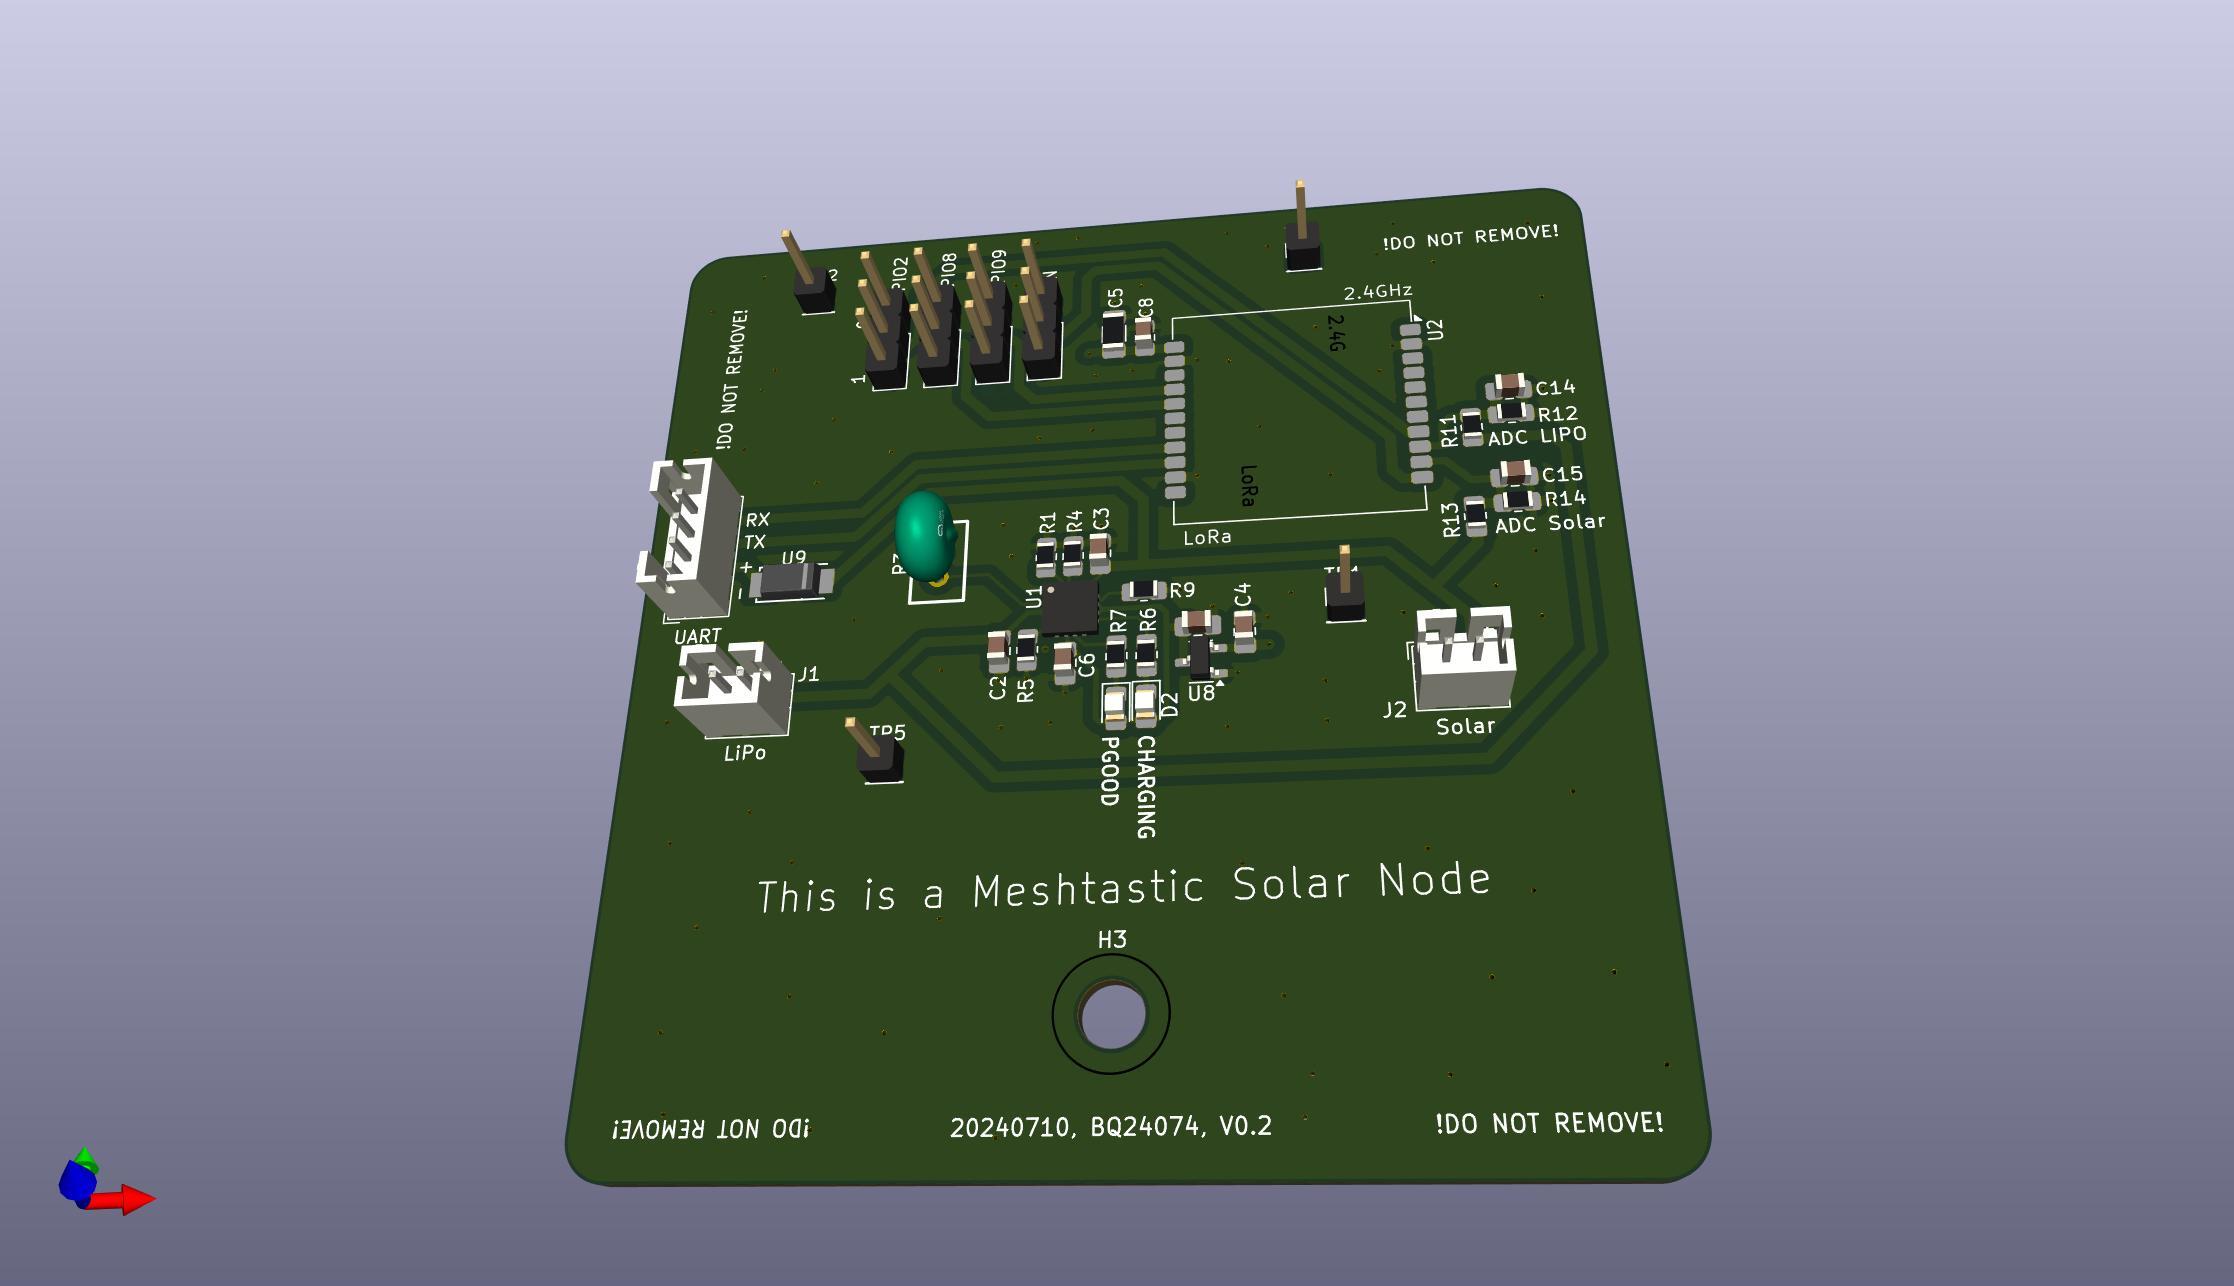 !DO NOT REMOVE!
2.4GHz
2.4G
U2
C5
C8
1
!DO NOT REMOVE!
C14
R12
R11
ADC LIPO
C15
R14
R13
ADC Solar
LoRa
LoRa
RX
TX
+
-
U9
UART
R1
R4
C3
U1
R9
R7
R6
C4
C2
R5
C6
U8
D2
J1
LiPo
TP5
PGOOD
CHARGING
J2
Solar
This is a Meshtastic Solar Node
H3
!DO NOT REMOVE!
20240710, BQ24074, V0.2
!DO NOT REMOVE!